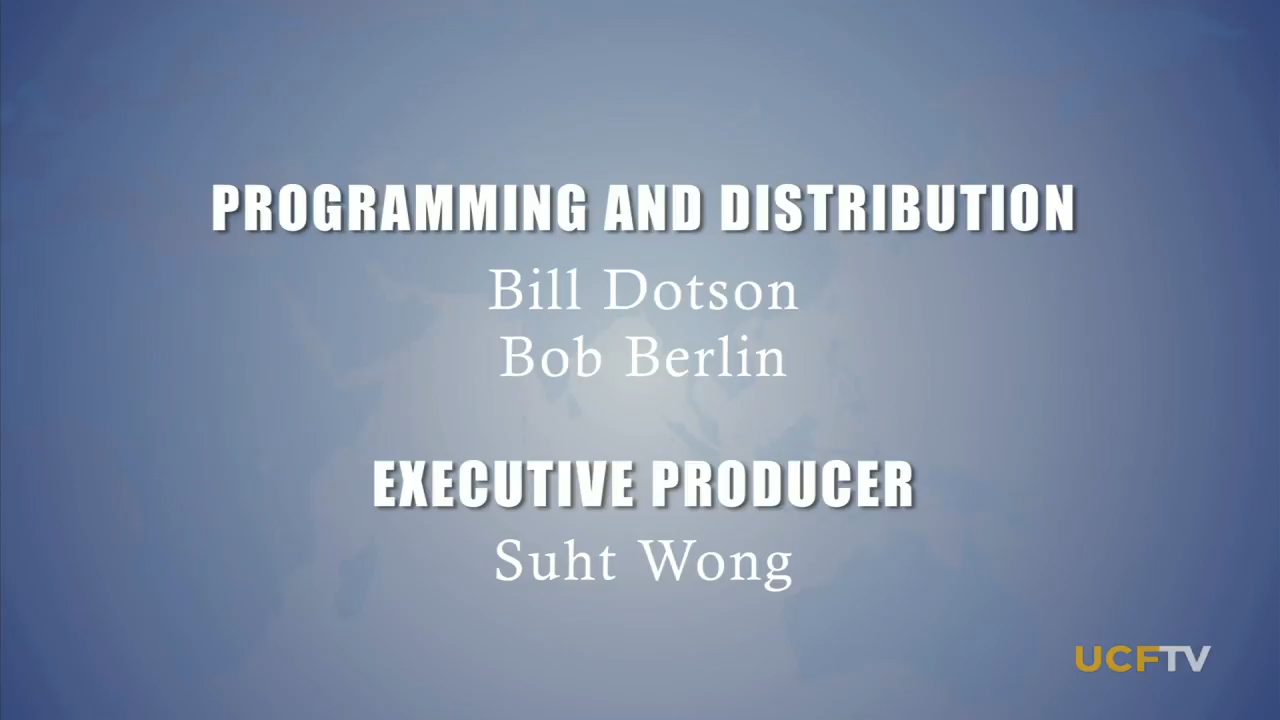 PROGRAMMING AND DISTRIBUTION
Bill Dotson
Bob Berlin
EXECUTIVE PRODUCER
Suht Wong
UCFTV